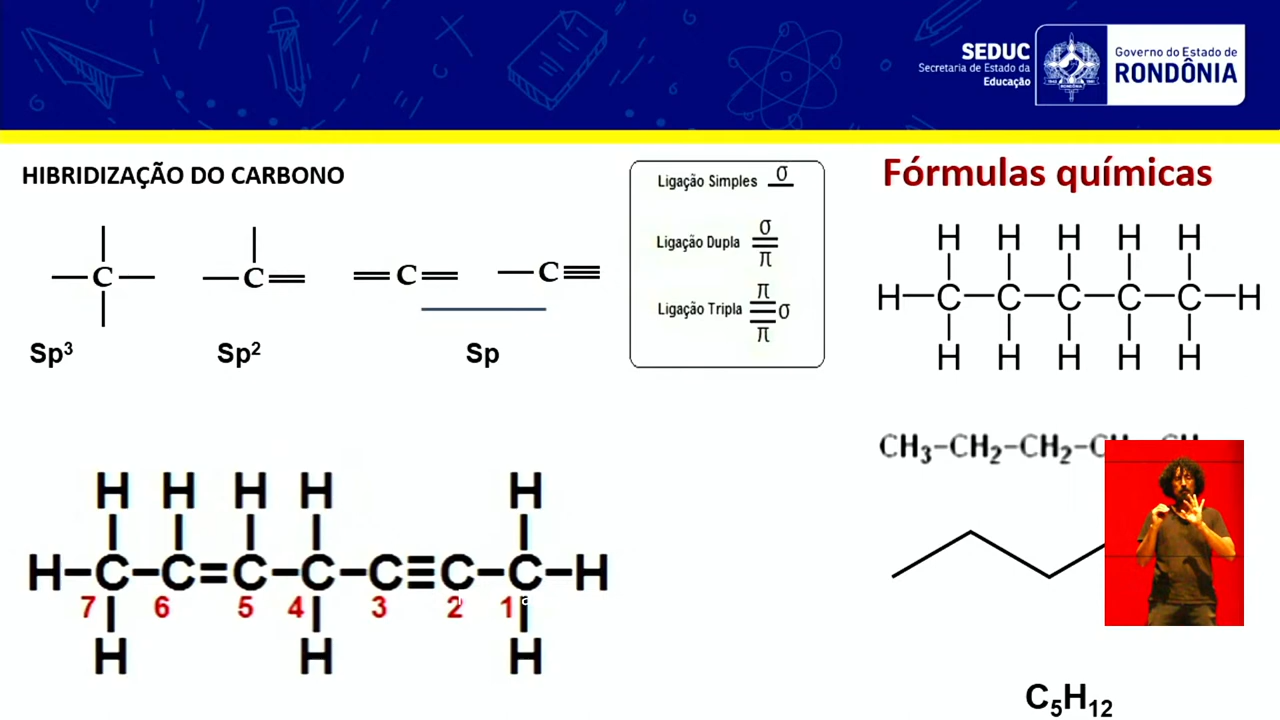 SEDUC
Secretaria de Estado da
Educação
Governo do Estado de
RONDÔNIA
HIBRIDIZAÇÃO DO CARBONO
C
C
C
C
Sp³
Sp²
Sp
Ligação Simples σ
Ligação Dupla σ π
Ligação Tripla π σ π
Fórmulas químicas
H H H H H
H–C–C–C–C–C–H
H H H H H
CH₃–CH₂–CH₂–
H H H H H
H–C–C=C–C–C≡C–C–H
7 6 5 4 3 2 1
H H H
C₅H₁₂